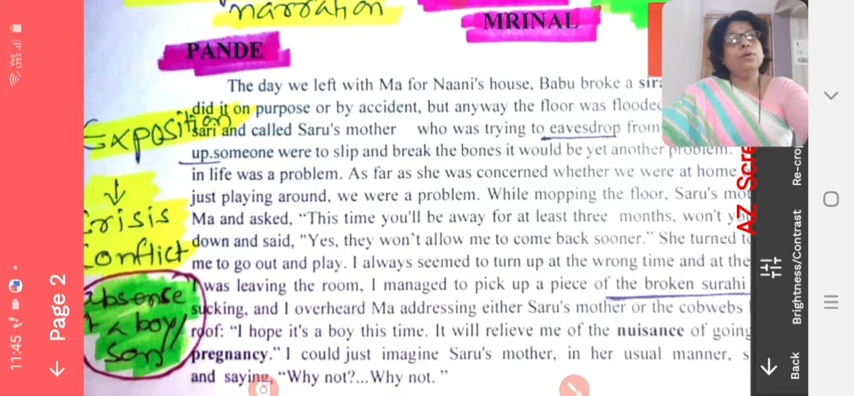 narration
MRINAL
PANDE
The day we left with Ma for Naani's house, Babu broke a
did it on purpose or by accident, but anyway the floor was flooded
sari and called Saru's mother who was trying to eavesdrop from
up.someone were to slip and break the bones it would be yet another problem.
in life was a problem. As far as she was concerned whether we were at home
just playing around, we were a problem. While mopping the floor, Saru's
Ma and asked, "This time you'll be away for at least three months, won't
down and said, "Yes, they won't allow me to come back sooner." She turned
me to go out and play. I always seemed to turn up at the wrong time and at the
I was leaving the room, I managed to pick up a piece of the broken surahi
sucking, and I overheard Ma addressing either Saru's mother or the cobwebs
roof: "I hope it's a boy this time. It will relieve me of the nuisance of going
pregnancy." I could just imagine Saru's mother, in her usual manner,
and saying, "Why not?...Why not. "
Exposition
Crisis
Conflict
absence
a boy/
son
11:45
VoLTE2
← Page 2
AZ Scre
Re-cro
Brightness/Contrast
Back